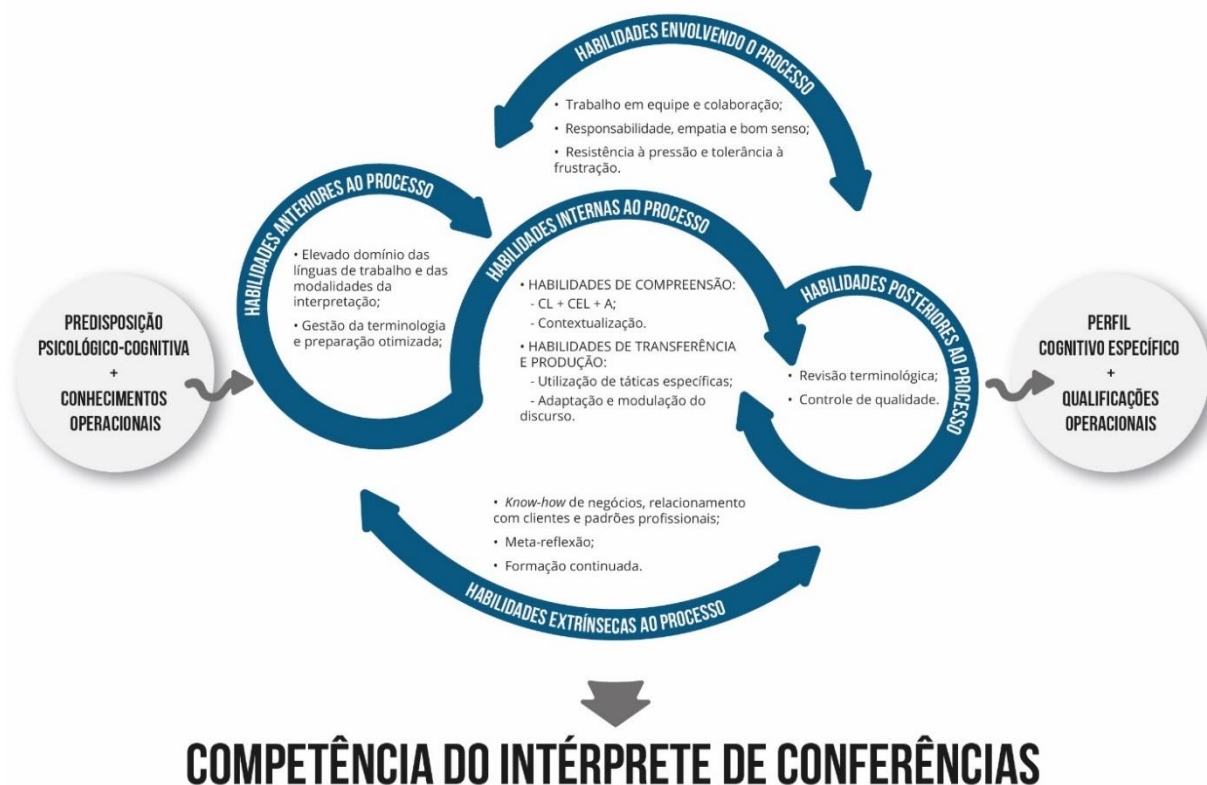 HABILIDADES ENVOLVENDO O PROCESSO
• Trabalho em equipe e colaboração;
• Responsabilidade, empatia e bom senso;
• Resistência à pressão e tolerância à
frustração.
PREDISPOSIÇÃO
PSICOLÓGICO-COGNITIVA
+
CONHECIMENTOS
OPERACIONAIS
HABILIDADES ANTERIORES AO PROCESSO
• Elevado domínio das
línguas de trabalho e das
modalidades da
interpretação;
• Gestão da terminologia
e preparação otimizada;
HABILIDADES INTERNAS AO PROCESSO
• HABILIDADES DE COMPREENSÃO:
- CL + CEL + A;
- Contextualização.
• HABILIDADES DE TRANSFERÊNCIA
E PRODUÇÃO:
- Utilização de táticas específicas;
- Adaptação e modulação do
discurso.
HABILIDADES POSTERIORES AO PROCESSO
• Revisão terminológica;
• Controle de qualidade.
PERFIL
COGNITIVO ESPECÍFICO
+
QUALIFICAÇÕES
OPERACIONAIS
• Know-how de negócios, relacionamento
com clientes e padrões profissionais;
• Meta-reflexão;
• Formação continuada.
HABILIDADES EXTRÍNSECAS AO PROCESSO
COMPETÊNCIA DO INTÉRPRETE DE CONFERÊNCIAS